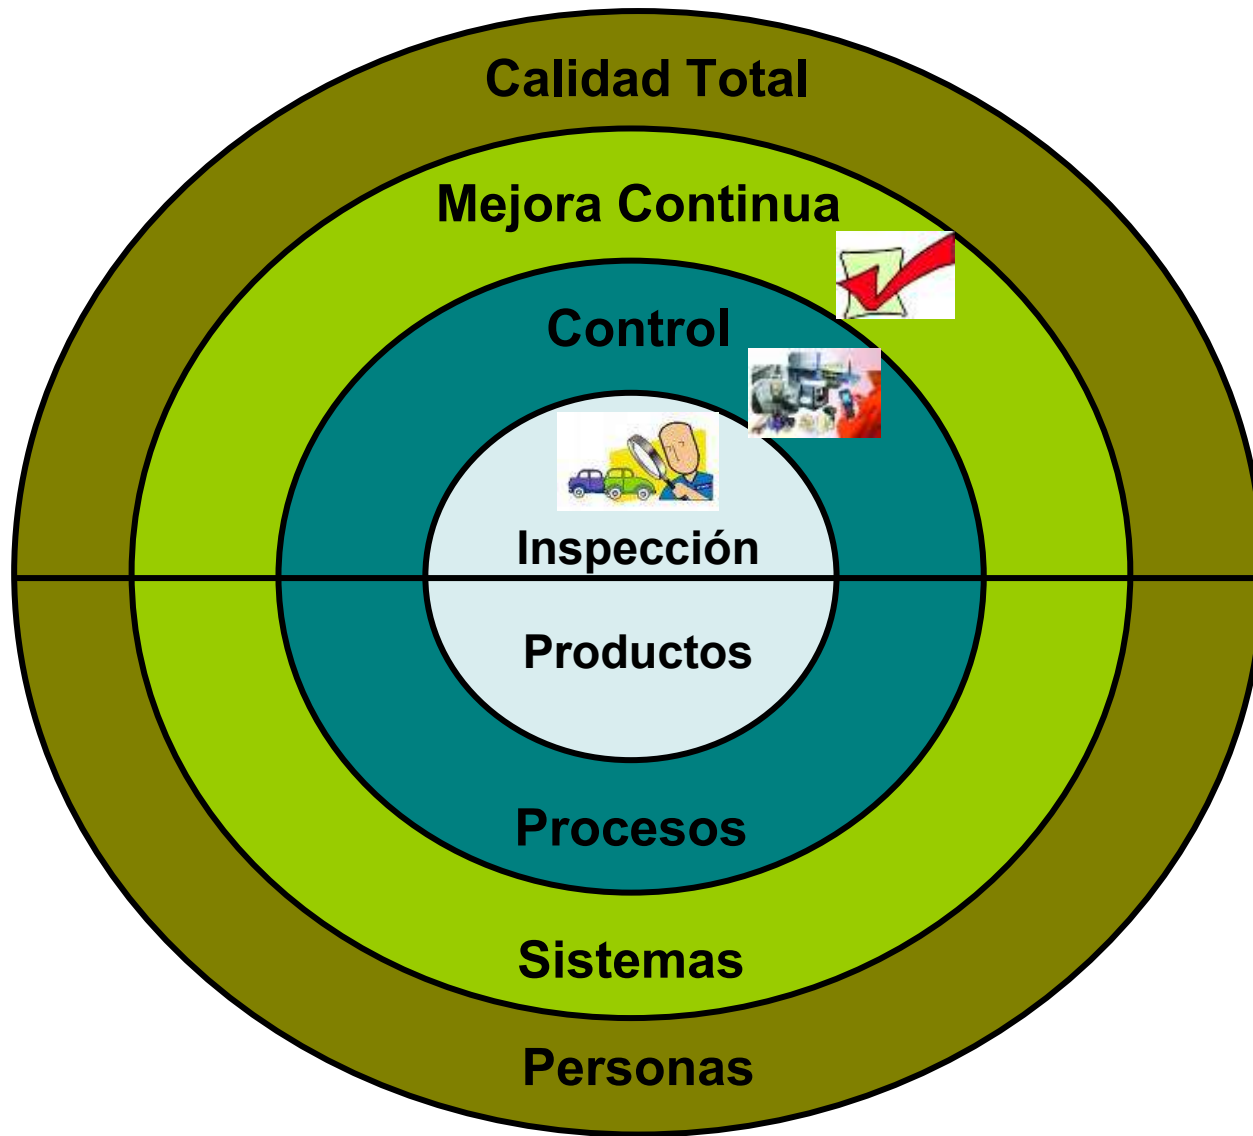 Calidad Total
Mejora Continua
Control
Inspección
Productos
Procesos
Sistemas
Personas